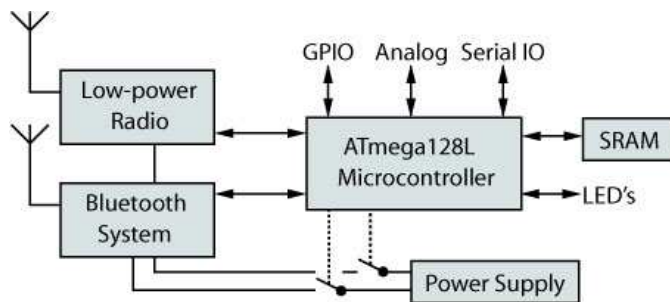 GPIO Analog Serial IO
Low-power
Radio
ATmega128L
Microcontroller
SRAM
LED's
Bluetooth
System
Power Supply